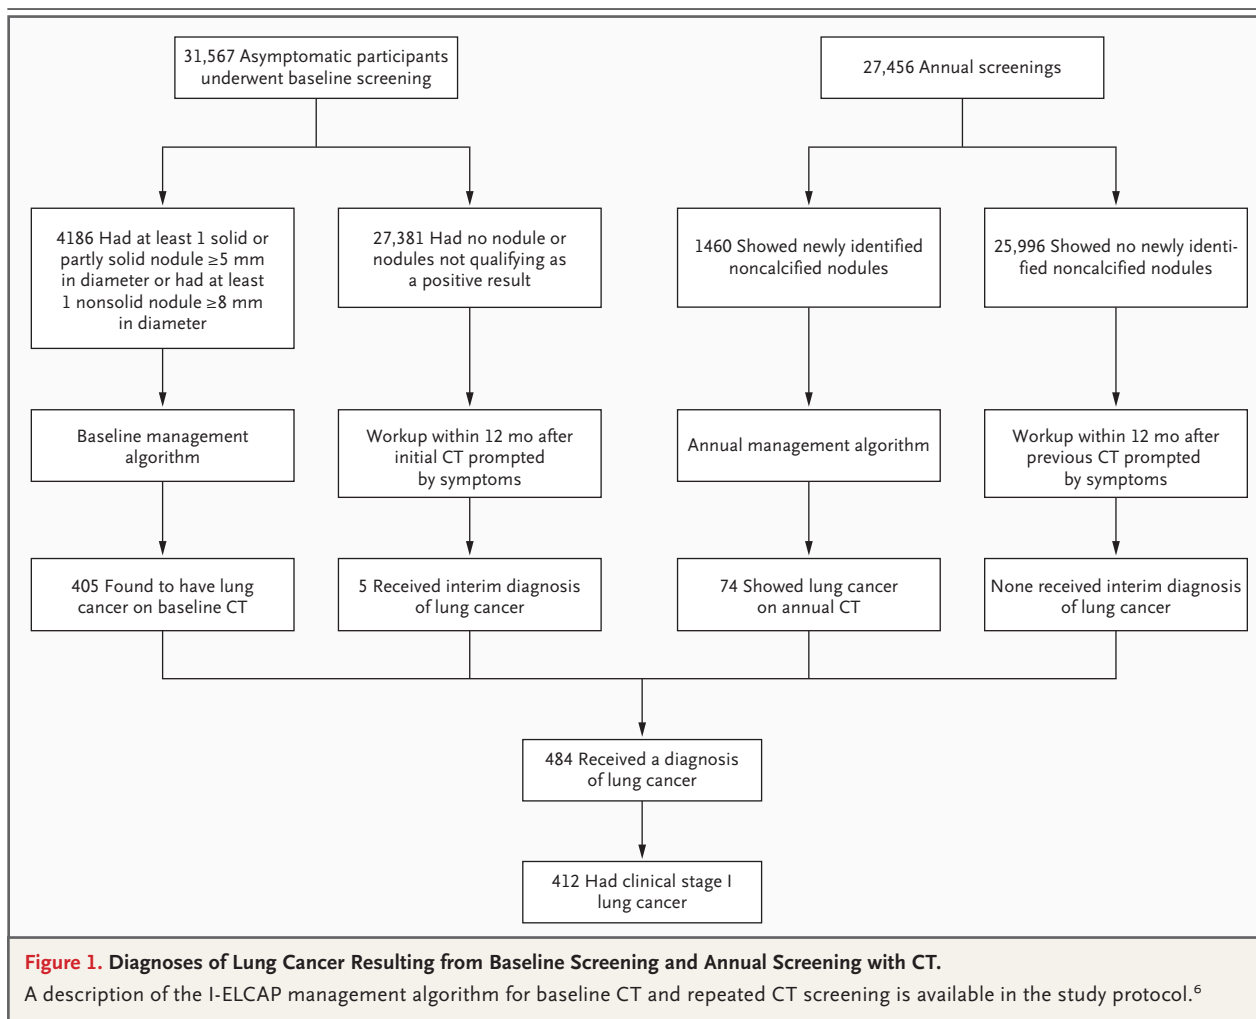 31,567 Asymptomatic participants
underwent baseline screening
27,456 Annual screenings
4186 Had at least 1 solid or
partly solid nodule ≥5 mm
in diameter or had at least
1 nonsolid nodule ≥8 mm
in diameter
27,381 Had no nodule or
nodules not qualifying as
a positive result
1460 Showed newly identified
noncalcified nodules
25,996 Showed no newly identi-
fied noncalcified nodules
Baseline management
algorithm
Workup within 12 mo after
initial CT prompted
by symptoms
Annual management algorithm
Workup within 12 mo after
previous CT prompted
by symptoms
405 Found to have lung
cancer on baseline CT
5 Received interim diagnosis
of lung cancer
74 Showed lung cancer
on annual CT
None received interim diagnosis
of lung cancer
484 Received a diagnosis
of lung cancer
412 Had clinical stage I
lung cancer
Figure 1. Diagnoses of Lung Cancer Resulting from Baseline Screening and Annual Screening with CT.
A description of the I-ELCAP management algorithm for baseline CT and repeated CT screening is available in the study protocol.⁶